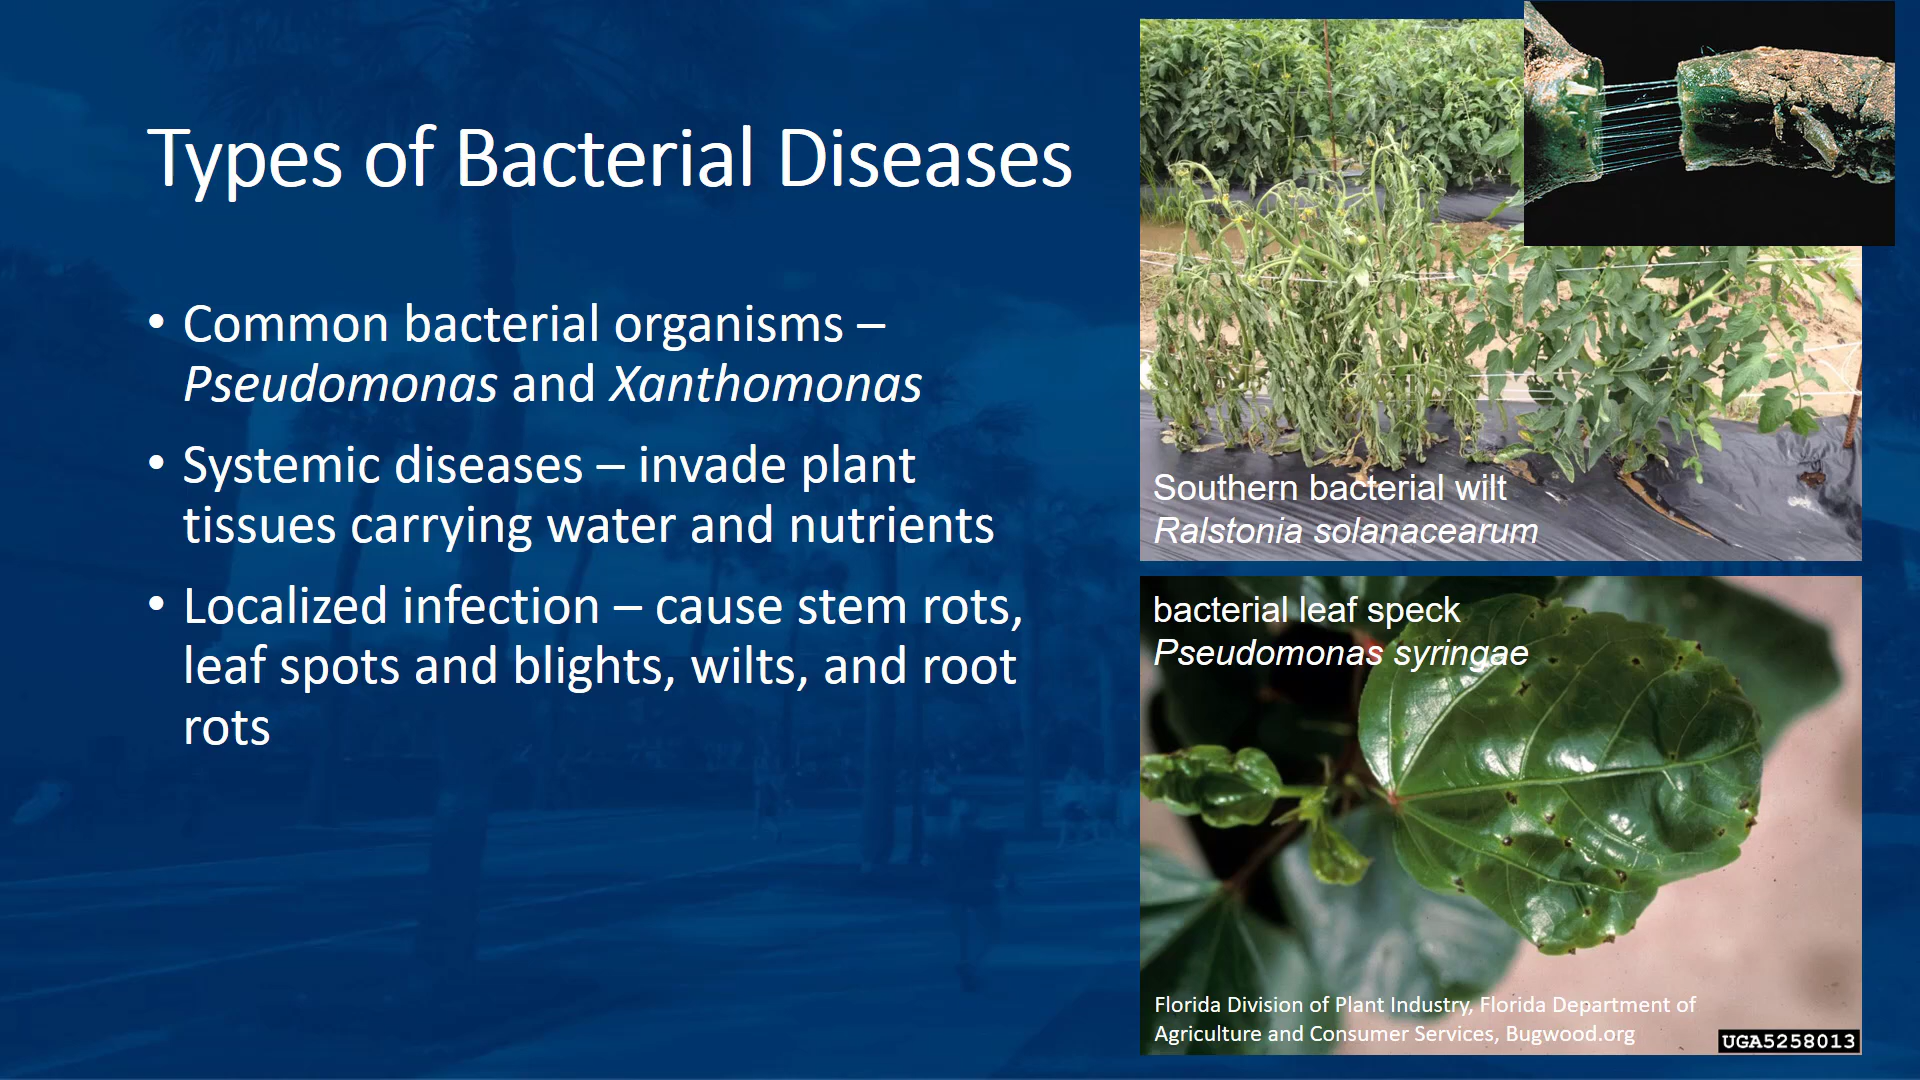 Types of Bacterial Diseases
• Common bacterial organisms –
Pseudomonas and Xanthomonas
• Systemic diseases – invade plant
tissues carrying water and nutrients
• Localized infection – cause stem rots,
leaf spots and blights, wilts, and root
rots
Southern bacterial wilt
Ralstonia solanacearum
bacterial leaf speck
Pseudomonas syringae
Florida Division of Plant Industry, Florida Department of
Agriculture and Consumer Services, Bugwood.org
UGA5258013